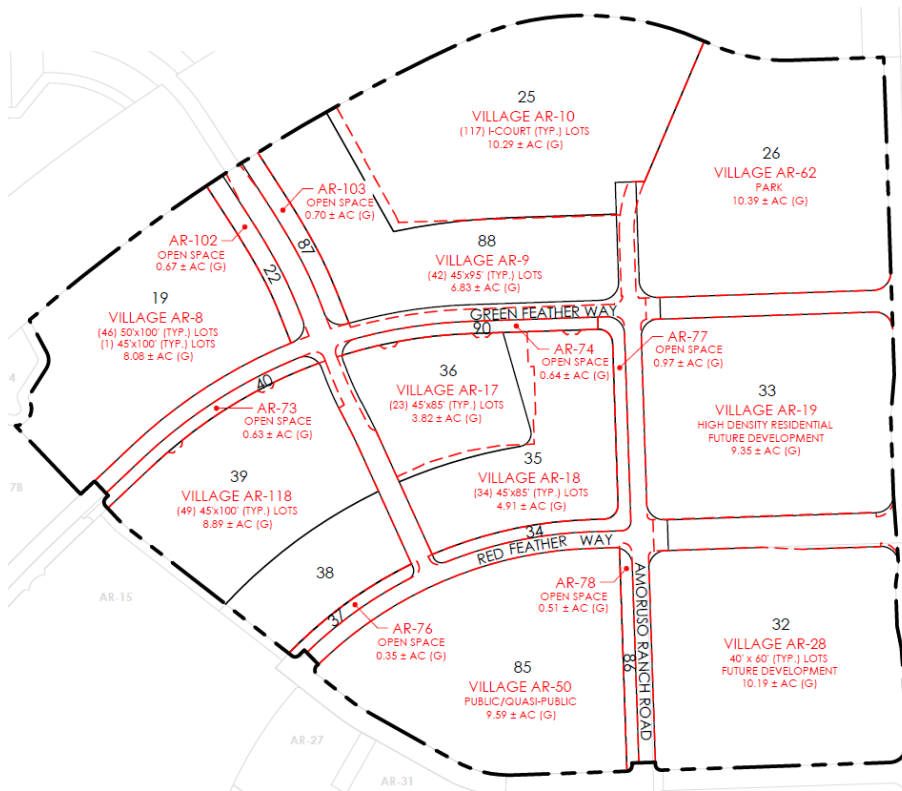 25
VILLAGE AR-10
(117) I-COURT (TYP.) LOTS
10.29 ± AC (G)
26
VILLAGE AR-62
PARK
10.39 ± AC (G)
AR-103
OPEN SPACE
0.70 ± AC (G)
AR-102
OPEN SPACE
0.67 ± AC (G)
87
22
88
VILLAGE AR-9
(42) 45'x95' (TYP.) LOTS
6.83 ± AC (G)
19
VILLAGE AR-8
(46) 50'x100' (TYP.) LOTS
(1) 45'x100' (TYP.) LOTS
8.08 ± AC (G)
GREEN FEATHER WAY
90
AR-74
OPEN SPACE
0.64 ± AC (G)
AR-77
OPEN SPACE
0.97 ± AC (G)
4
36
VILLAGE AR-17
(23) 45'x85' (TYP.) LOTS
3.82 ± AC (G)
40
AR-73
OPEN SPACE
0.63 ± AC (G)
33
VILLAGE AR-19
HIGH DENSITY RESIDENTIAL
FUTURE DEVELOPMENT
9.35 ± AC (G)
7B
39
VILLAGE AR-118
(49) 45'x100' (TYP.) LOTS
8.89 ± AC (G)
35
VILLAGE AR-18
(34) 45'x85' (TYP.) LOTS
4.91 ± AC (G)
34
RED FEATHER WAY
38
AR-15
37
AR-76
OPEN SPACE
0.35 ± AC (G)
AR-78
OPEN SPACE
0.51 ± AC (G)
AMORUSO RANCH ROAD
86
85
VILLAGE AR-50
PUBLIC/QUASI-PUBLIC
9.59 ± AC (G)
32
VILLAGE AR-28
40' x 60' (TYP.) LOTS
FUTURE DEVELOPMENT
10.19 ± AC (G)
AR-27
AR-31